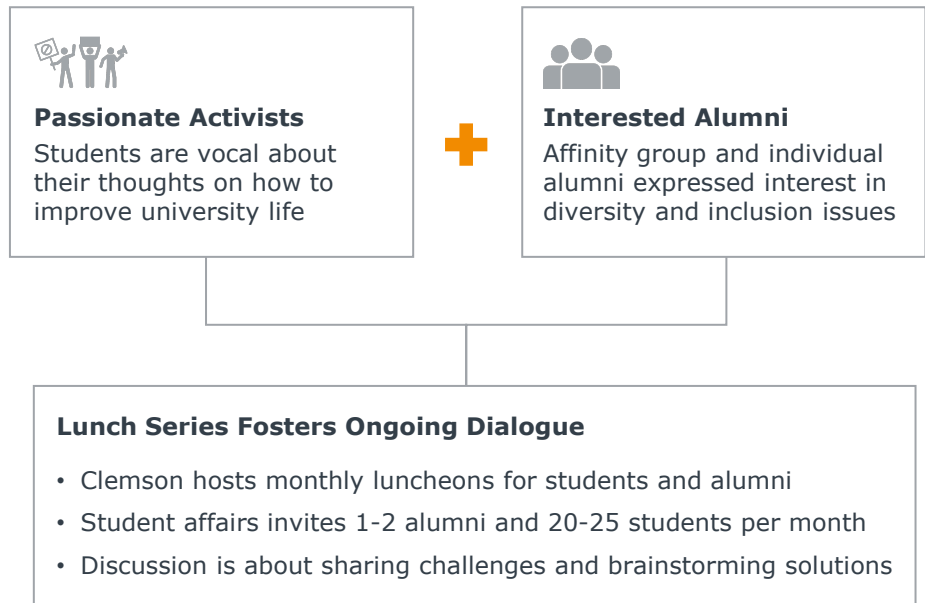 Passionate Activists
Students are vocal about
their thoughts on how to
improve university life
Interested Alumni
Affinity group and individual
alumni expressed interest in
diversity and inclusion issues
Lunch Series Fosters Ongoing Dialogue
• Clemson hosts monthly luncheons for students and alumni
• Student affairs invites 1-2 alumni and 20-25 students per month
• Discussion is about sharing challenges and brainstorming solutions